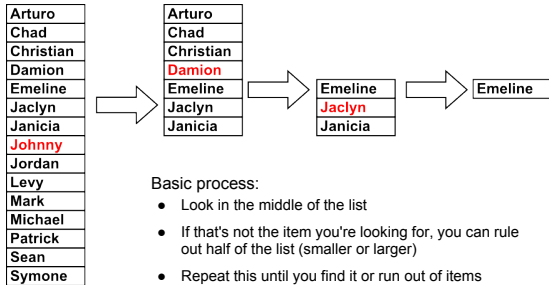 Arturo
Chad
Christian
Damion
Emeline
Jaclyn
Janicia
Johnny
Jordan
Levy
Mark
Michael
Patrick
Sean
Symone
Arturo
Chad
Christian
Damion
Emeline
Jaclyn
Janicia
Emeline
Jaclyn
Janicia
Emeline
Basic process:
● Look in the middle of the list
● If that's not the item you're looking for, you can rule
out half of the list (smaller or larger)
● Repeat this until you find it or run out of items